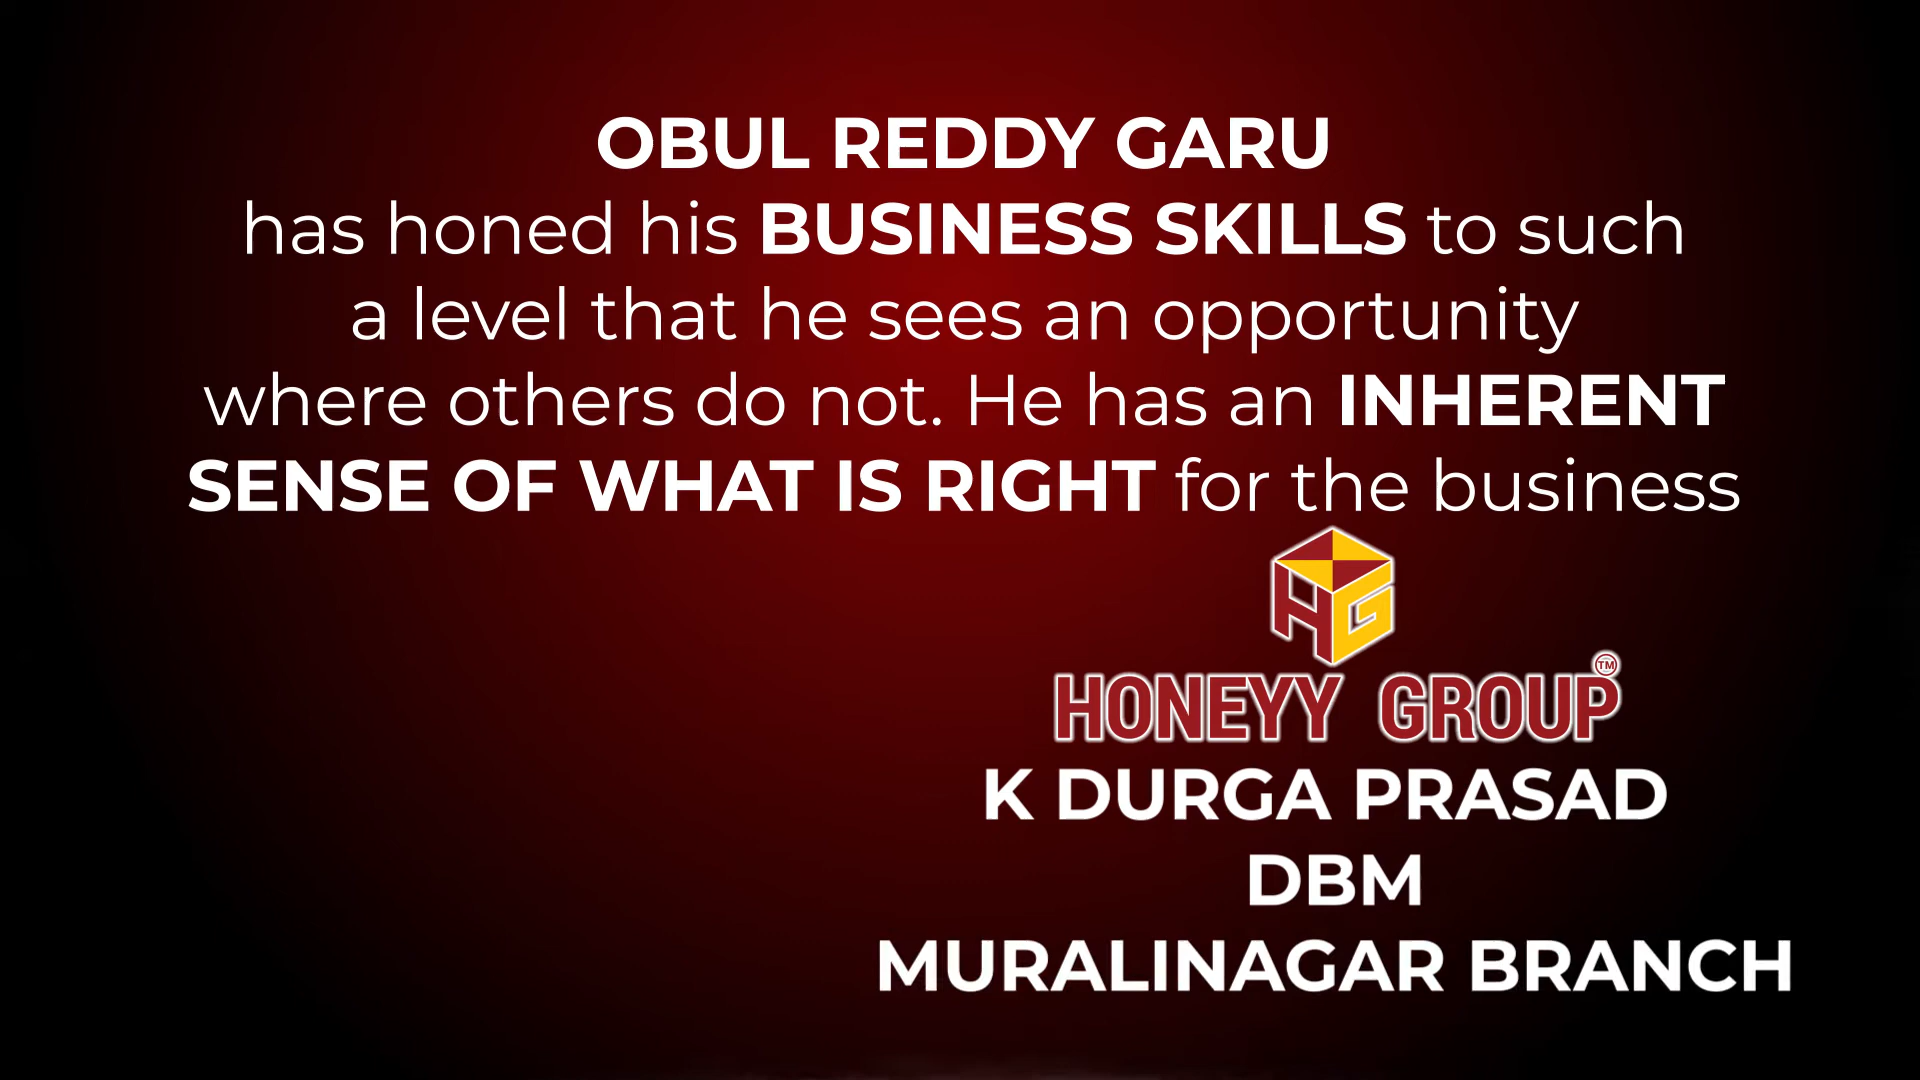 OBUL REDDY GARU
has honed his BUSINESS SKILLS to such
a level that he sees an opportunity
where others do not. He has an INHERENT
SENSE OF WHAT IS RIGHT for the business
HG
HONEYY GROUP TM
K DURGA PRASAD
DBM
MURALINAGAR BRANCH